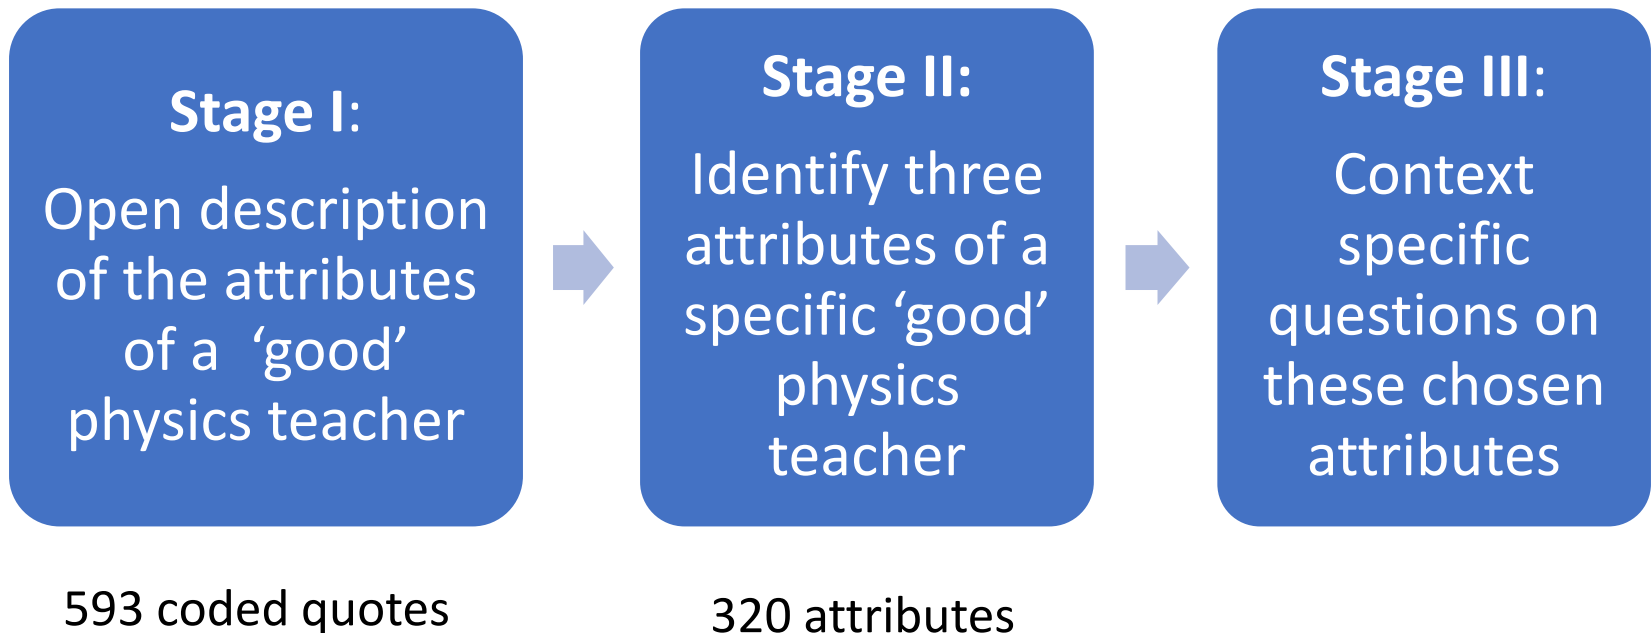 Stage I:
Open description
of the attributes
of a ‘good’
physics teacher
Stage II:
Identify three
attributes of a
specific ‘good’
physics
teacher
Stage III:
Context
specific
questions on
these chosen
attributes
593 coded quotes
320 attributes